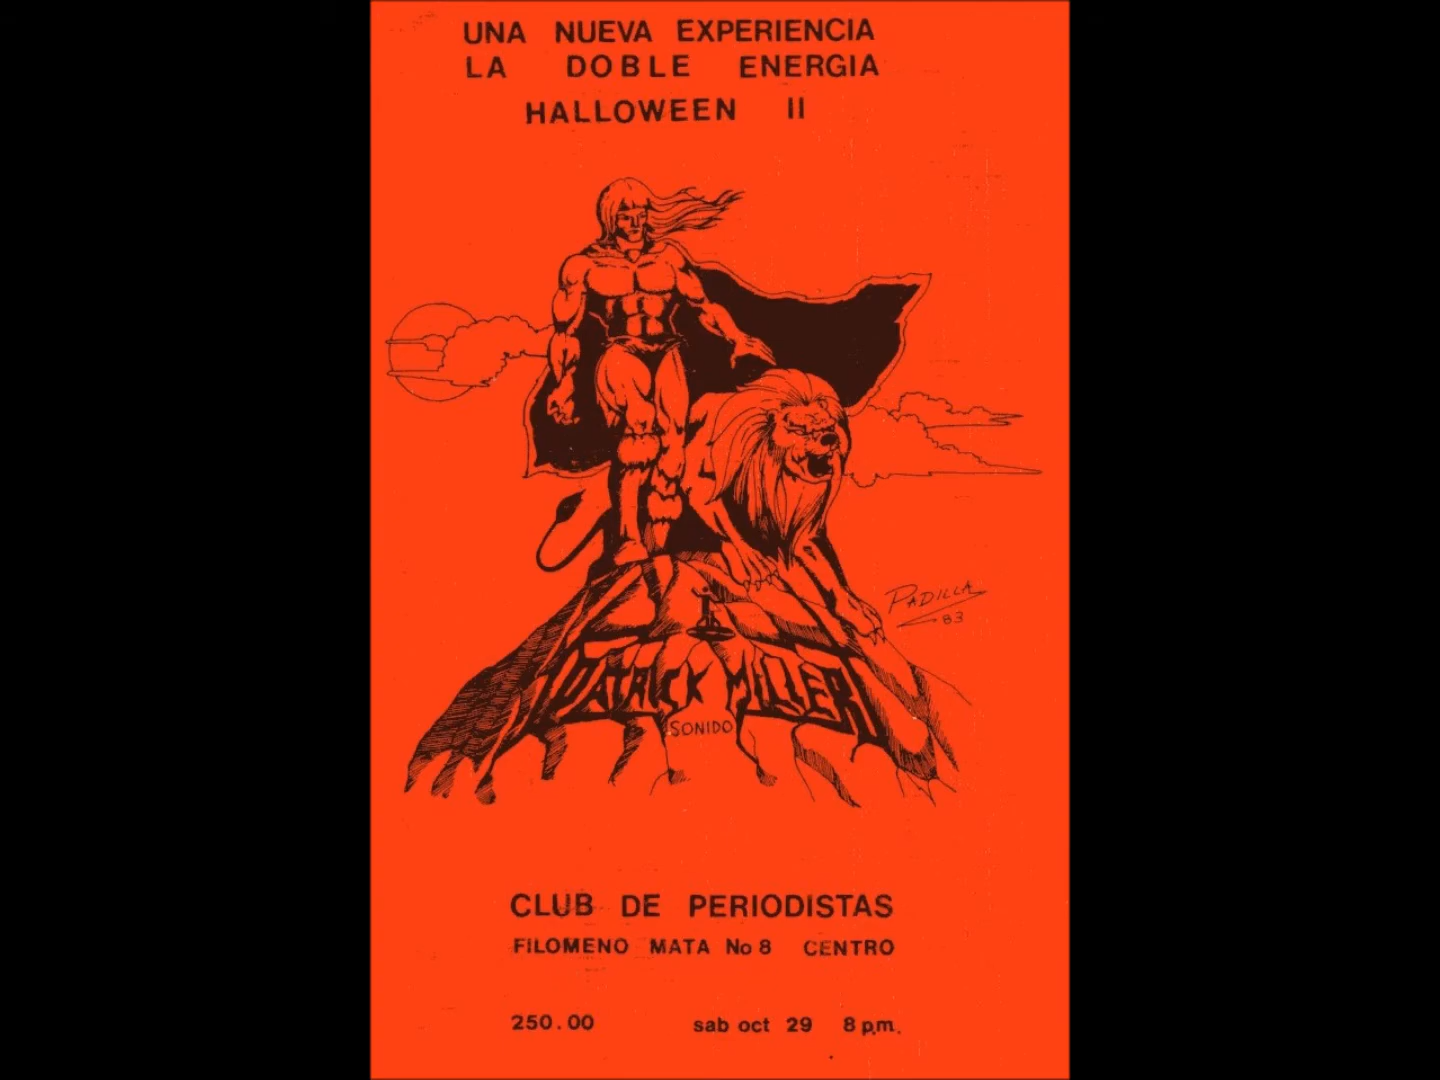 UNA NUEVA EXPERIENCIA
LA DOBLE ENERGIA
HALLOWEEN II
PADILLA
83
PATRICK MILLER
SONIDO
CLUB DE PERIODISTAS
FILOMENO MATA No 8 CENTRO
250.00 sab oct 29 8 p.m.